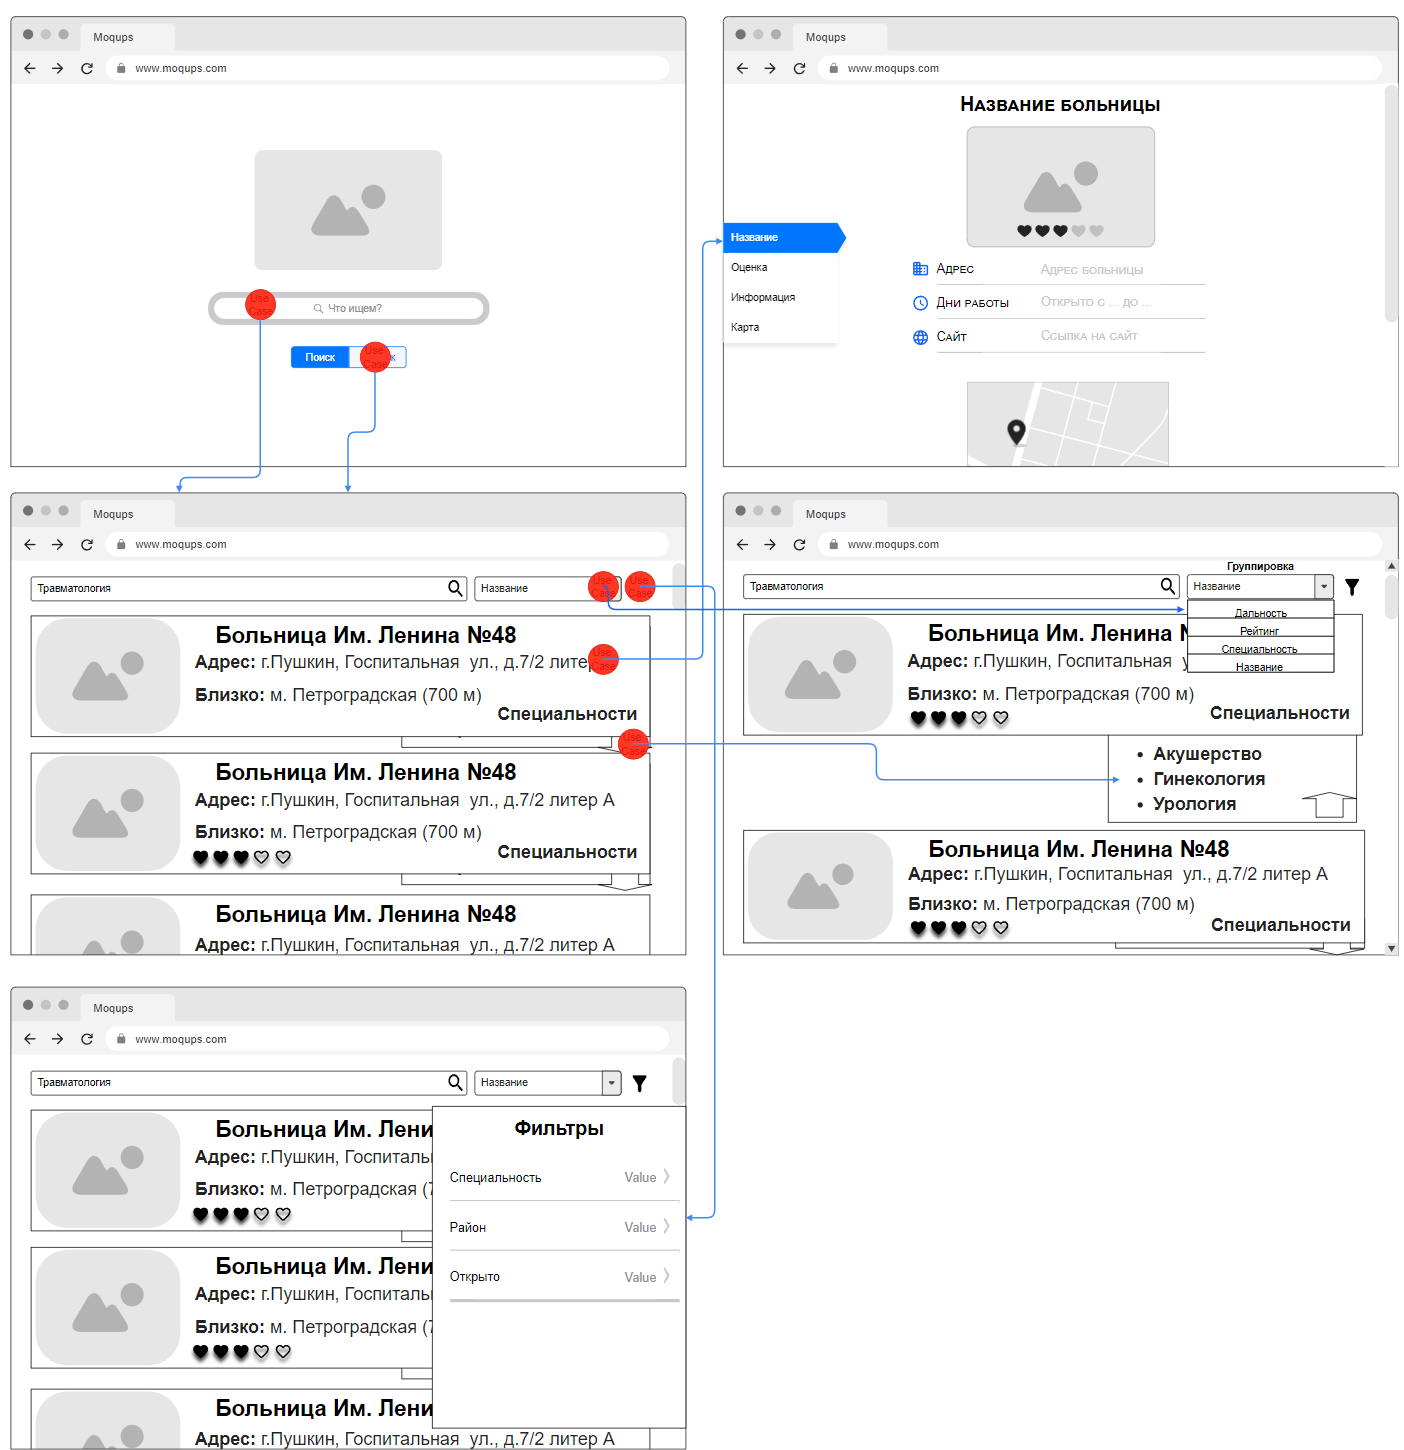 Moqups
www.moqups.com
Use
Case
Что ищем?
Поиск
Use
Case
к
Moqups
www.moqups.com
Название больницы
Название
Оценка
Информация
Карта
Адрес
Адрес больницы
Дни работы
Открыто с ... до ...
Сайт
Ссылка на сайт
Moqups
www.moqups.com
Травматология
Название
Use
Case
Use
Case
Больница Им. Ленина №48
Адрес: г.Пушкин, Госпитальная ул., д.7/2 литер
Use
Case
Близко: м. Петроградская (700 м)
Специальности
Use
Case
Больница Им. Ленина №48
Адрес: г.Пушкин, Госпитальная ул., д.7/2 литер А
Близко: м. Петроградская (700 м)
Специальности
Больница Им. Ленина №48
Адрес: г.Пушкин, Госпитальная ул., д.7/2 литер А
Moqups
www.moqups.com
Группировка
Травматология
Название
Дальность
Рейтинг
Специальность
Название
Больница Им. Ленина №
Адрес: г.Пушкин, Госпитальная у
Близко: м. Петроградская (700 м)
Специальности
• Акушерство
• Гинекология
• Урология
Больница Им. Ленина №48
Адрес: г.Пушкин, Госпитальная ул., д.7/2 литер А
Близко: м. Петроградская (700 м)
Специальности
Moqups
www.moqups.com
Травматология
Название
Больница Им. Лени
Адрес: г.Пушкин, Госпиталь
Близко: м. Петроградская (7
Больница Им. Лени
Адрес: г.Пушкин, Госпиталь
Близко: м. Петроградская (7
Больница Им. Лени
Адрес: г.Пушкин, Госпитальная ул., д.7/2 литер А
Фильтры
Специальность
Value
Район
Value
Открыто
Value